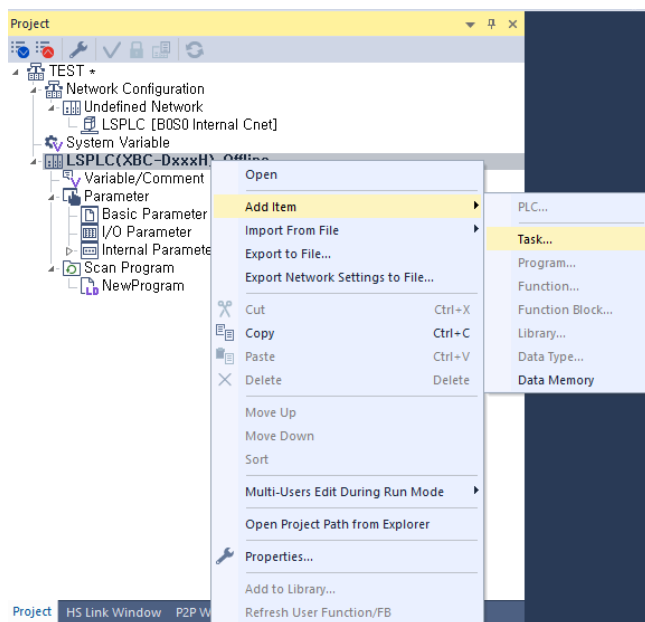 Project
TEST *
Network Configuration
Undefined Network
LSPLC [B0S0 Internal Cnet]
System Variable
LSPLC(XBC-DxxxH) Offline
Variable/Comment
Parameter
Basic Parameter
I/O Parameter
Internal Paramete
Scan Program
NewProgram
Open
Add Item
Import From File
Export to File...
Export Network Settings to File...
Cut Ctrl+X
Copy Ctrl+C
Paste Ctrl+V
Delete Delete
Move Up
Move Down
Sort
Multi-Users Edit During Run Mode
Open Project Path from Explorer
Properties...
Add to Library...
Refresh User Function/FB
PLC...
Task...
Program...
Function...
Function Block...
Library...
Data Type...
Data Memory
Project HS Link Window P2P W